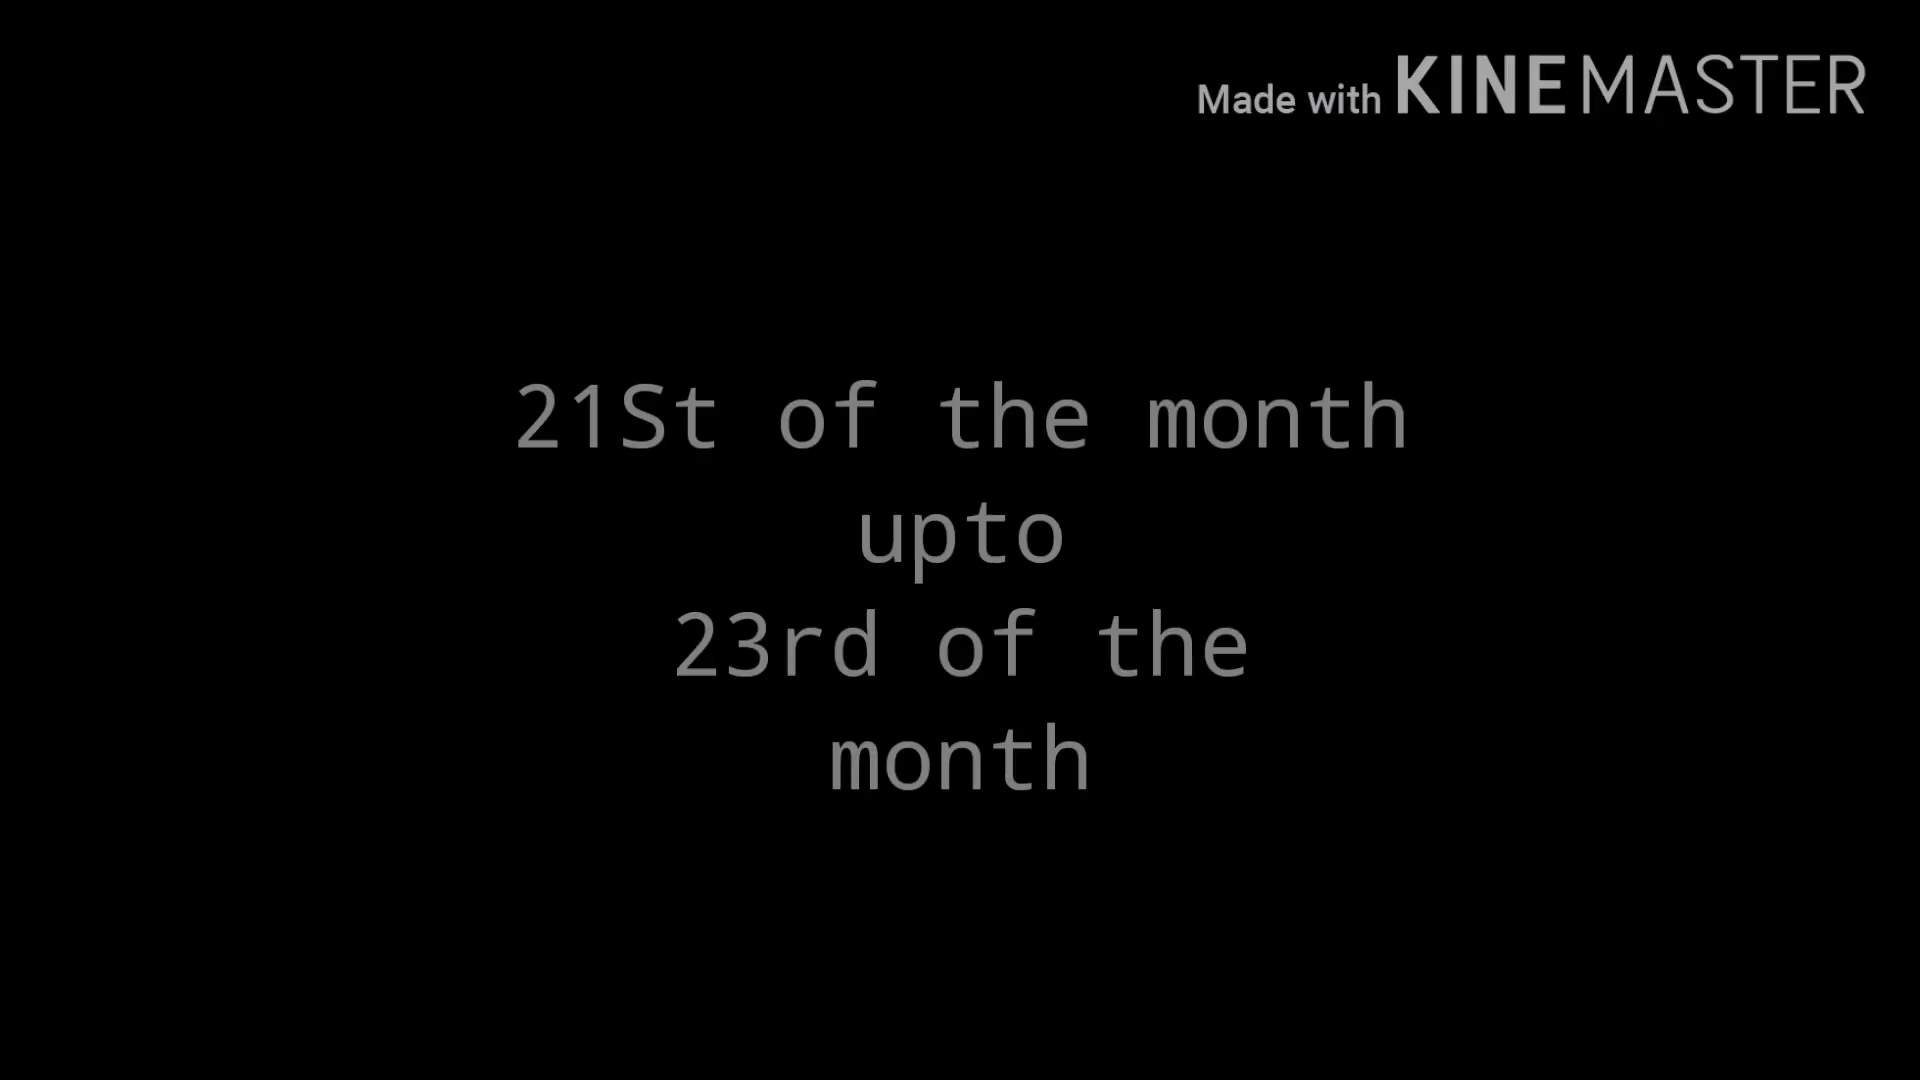 Made with KINEMASTER
21St of the month
upto
23rd of the
month